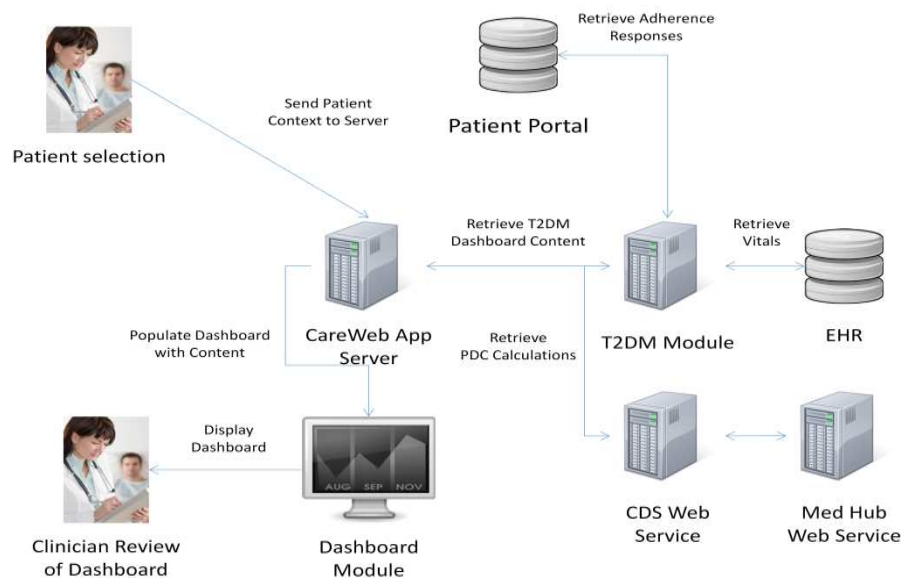 Retrieve Adherence
Responses
Send Patient
Context to Server
Patient Portal
Patient selection
Retrieve T2DM
Dashboard Content
Retrieve
Vitals
Populate Dashboard
with Content
CareWeb App
Server
Retrieve
PDC Calculations
T2DM Module
EHR
Display
Dashboard
AUG SEP NOV
Clinician Review
of Dashboard
Dashboard
Module
CDS Web
Service
Med Hub
Web Service